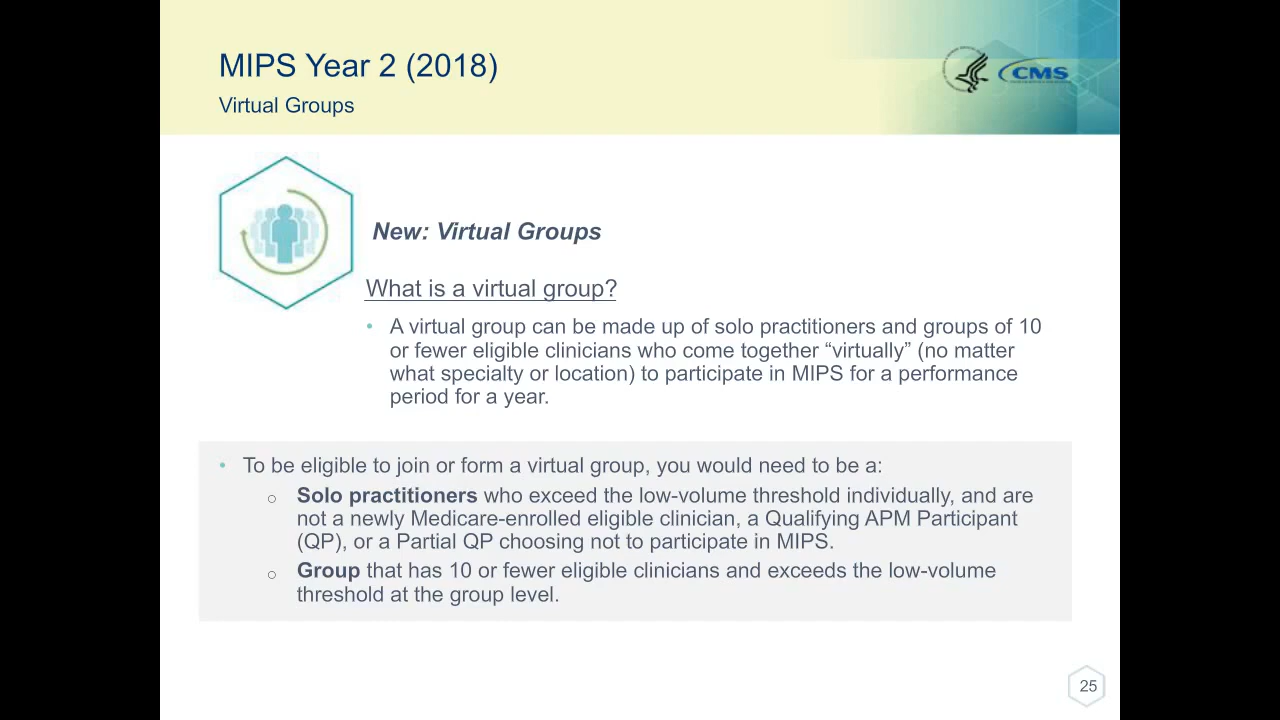 MIPS Year 2 (2018)
Virtual Groups
CMS
New: Virtual Groups
What is a virtual group?
• A virtual group can be made up of solo practitioners and groups of 10
or fewer eligible clinicians who come together “virtually” (no matter
what specialty or location) to participate in MIPS for a performance
period for a year.
• To be eligible to join or form a virtual group, you would need to be a:
o Solo practitioners who exceed the low-volume threshold individually, and are
not a newly Medicare-enrolled eligible clinician, a Qualifying APM Participant
(QP), or a Partial QP choosing not to participate in MIPS.
o Group that has 10 or fewer eligible clinicians and exceeds the low-volume
threshold at the group level.
25